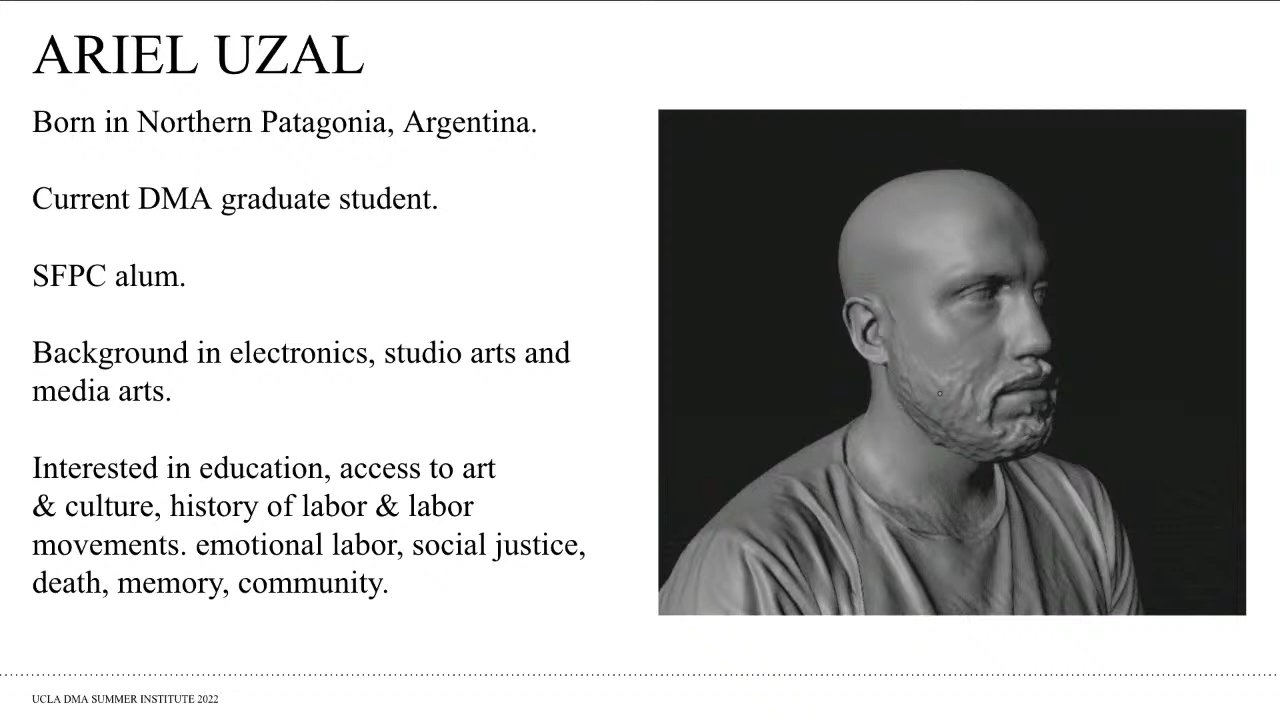 ARIEL UZAL
Born in Northern Patagonia, Argentina.
Current DMA graduate student.
SFPC alum.
Background in electronics, studio arts and
media arts.
Interested in education, access to art
& culture, history of labor & labor
movements. emotional labor, social justice,
death, memory, community.
UCLA DMA SUMMER INSTITUTE 2022